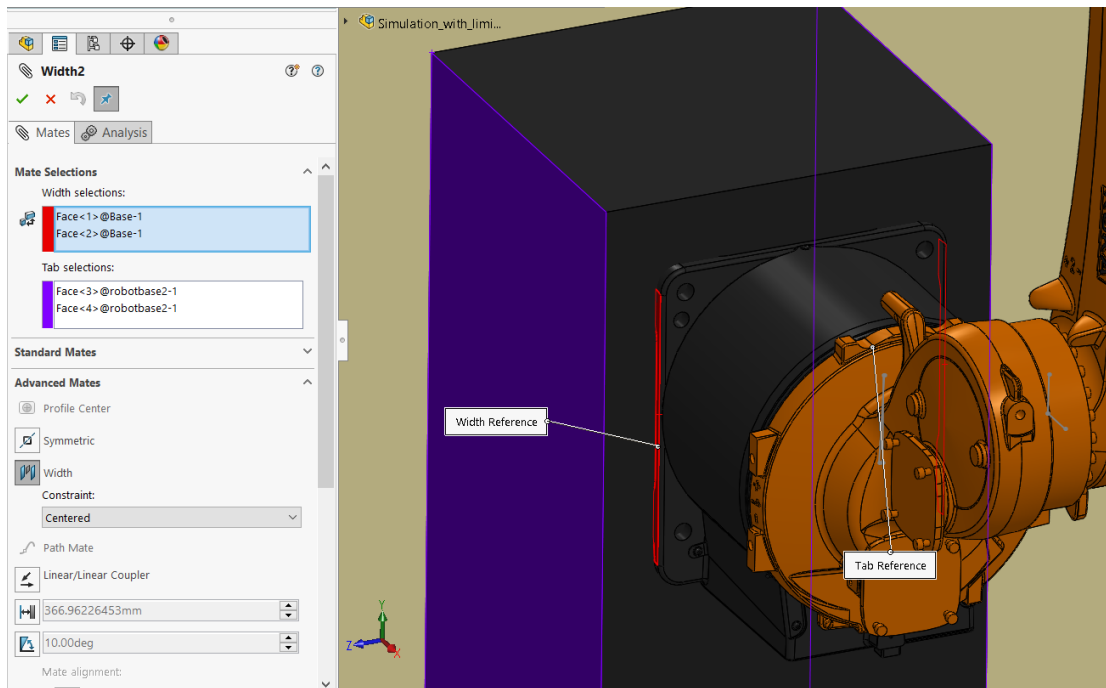 Simulation_with_limi...
Width2
Mates
Analysis
Mate Selections
Width selections:
Face<1>@Base-1
Face<2>@Base-1
Tab selections:
Face<3>@robotbase2-1
Face<4>@robotbase2-1
Standard Mates
Advanced Mates
Profile Center
Symmetric
Width
Constraint:
Centered
Path Mate
Linear/Linear Coupler
366.96226453mm
10.00deg
Mate alignment:
Width Reference
Tab Reference
Y
Z
X